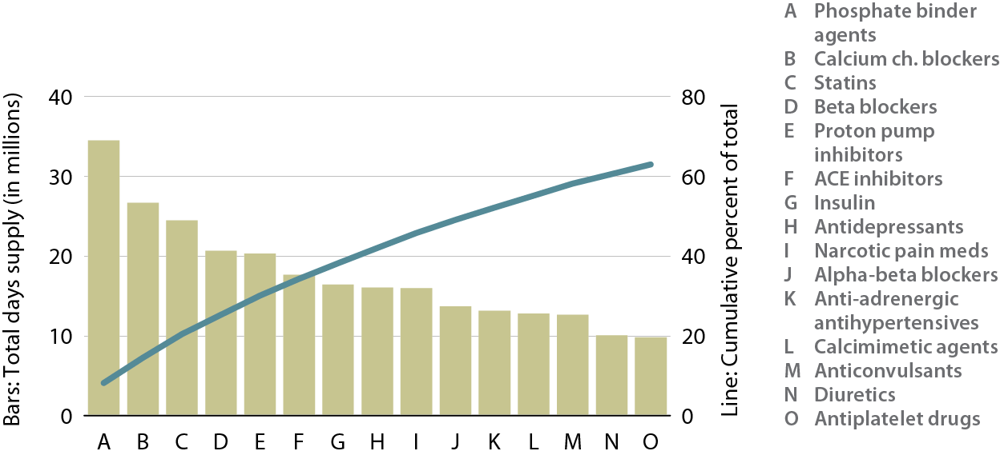 Bars: Total days supply (in millions)
40
30
20
10
0
A B C D E F G H I J K L M N O
80
60
40
20
0
Line: Cumulative percent of total
A Phosphate binder
agents
B Calcium ch. blockers
C Statins
D Beta blockers
E Proton pump
inhibitors
F ACE inhibitors
G Insulin
H Antidepressants
I Narcotic pain meds
J Alpha-beta blockers
K Anti-adrenergic
antihypertensives
L Calcimimetic agents
M Anticonvulsants
N Diuretics
O Antiplatelet drugs